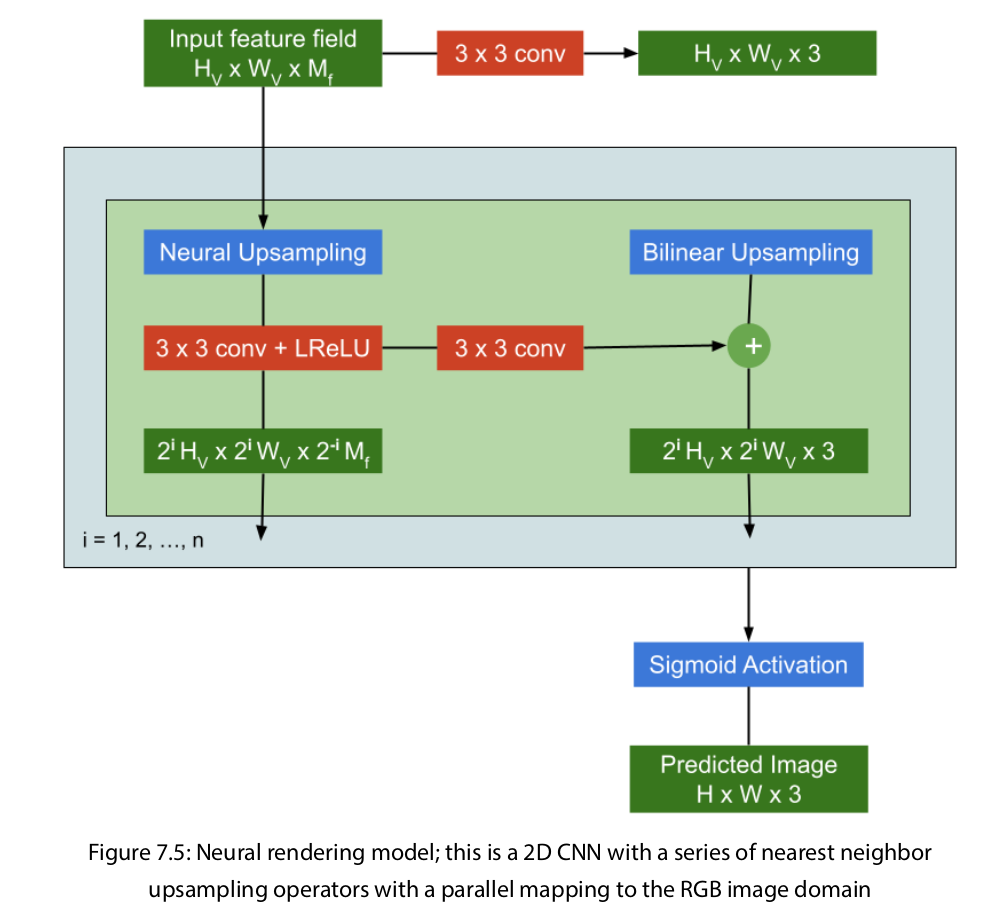 Input feature field
H_V x W_V x M_f
3 x 3 conv
H_V x W_V x 3
Neural Upsampling
Bilinear Upsampling
3 x 3 conv + LReLU
3 x 3 conv
+
2^i H_V x 2^i W_V x 2^-i M_f
2^i H_V x 2^i W_V x 3
i = 1, 2, …, n
Sigmoid Activation
Predicted Image
H x W x 3
Figure 7.5: Neural rendering model; this is a 2D CNN with a series of nearest neighbor
upsampling operators with a parallel mapping to the RGB image domain